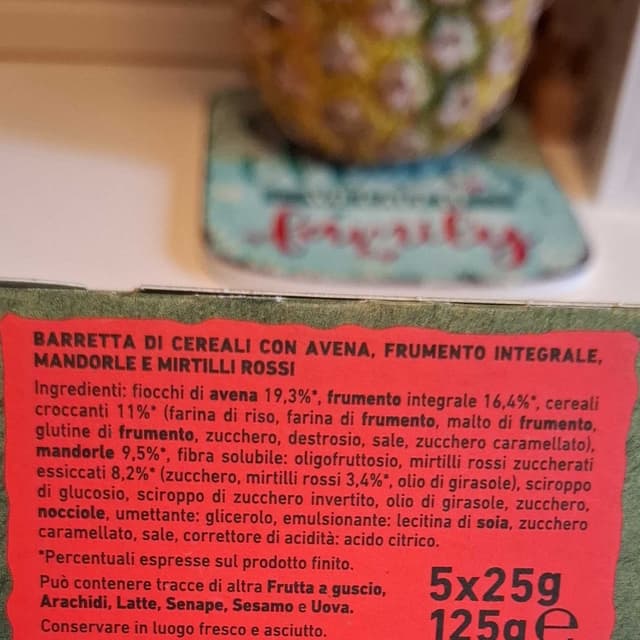 BARRETTA DI CEREALI CON AVENA, FRUMENTO INTEGRALE,
MANDORLE E MIRTILLI ROSSI
Ingredienti: fiocchi di avena 19,3%*, frumento integrale 16,4%*, cereali
croccanti 11%* (farina di riso, farina di frumento, malto di frumento,
glutine di frumento, zucchero, destrosio, sale, zucchero caramellato),
mandorle 9,5%*, fibra solubile: oligofruttosio, mirtilli rossi zuccherati
essiccati 8,2%* (zucchero, mirtilli rossi 3,4%*, olio di girasole), sciroppo
di glucosio, sciroppo di zucchero invertito, olio di girasole, zucchero,
nocciole, umettante: glicerolo, emulsionante: lecitina di soia, zucchero
caramellato, sale, correttore di acidità: acido citrico.
*Percentuali espresse sul prodotto finito.
Può contenere tracce di altra Frutta a guscio,
Arachidi, Latte, Senape, Sesamo e Uova.
Conservare in luogo fresco e asciutto.
5x25g
125g e